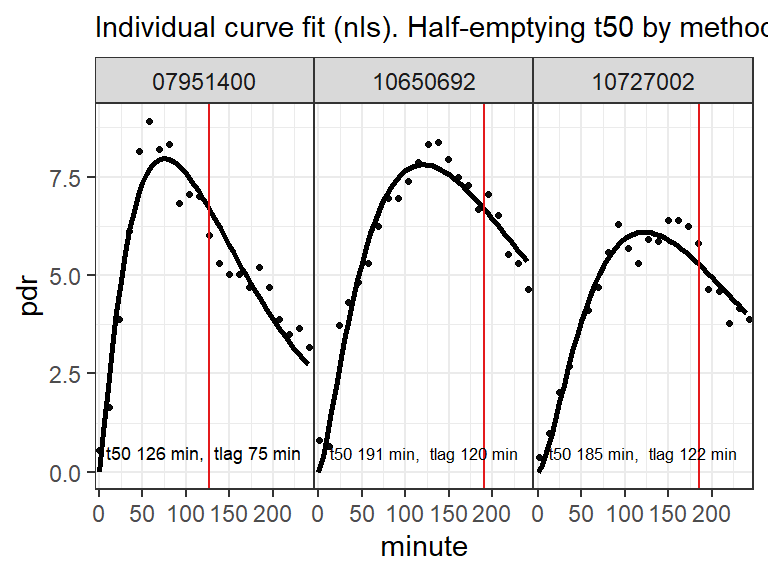 Individual curve fit (nls). Half-emptying t50 by metho
07951400 10650692 10727002
pdr
7.5
5.0
2.5
0.0
t50 126 min, tlag 75 min t50 191 min, tlag 120 min t50 185 min, tlag 122 min
0 50 100 150 200 0 50 100 150 200 0 50 100 150 200
minute